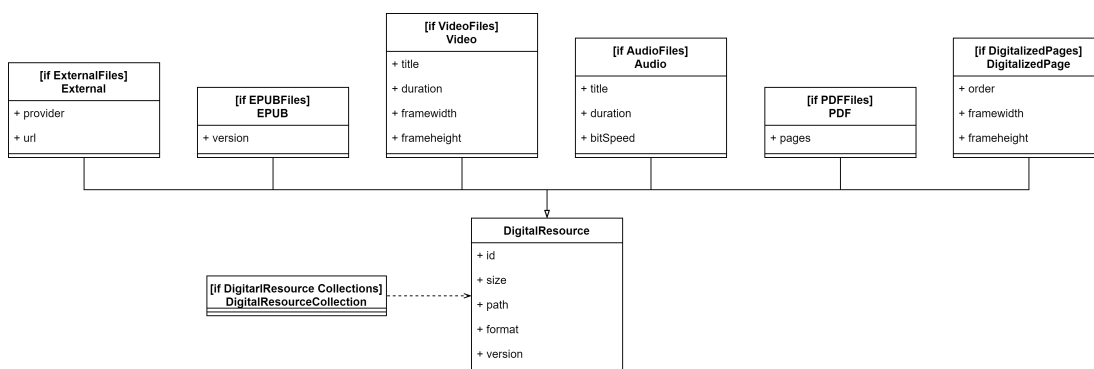 [if ExternalFiles]
External
+ provider
+ url
[if EPUBFiles]
EPUB
+ version
[if VideoFiles]
Video
+ title
+ duration
+ framewidth
+ frameheight
[if AudioFiles]
Audio
+ title
+ duration
+ bitSpeed
[if PDFFiles]
PDF
+ pages
[if DigitalizedPages]
DigitalizedPage
+ order
+ framewidth
+ frameheight
[if DigitarlResource Collections]
DigitalResourceCollection
DigitalResource
+ id
+ size
+ path
+ format
+ version